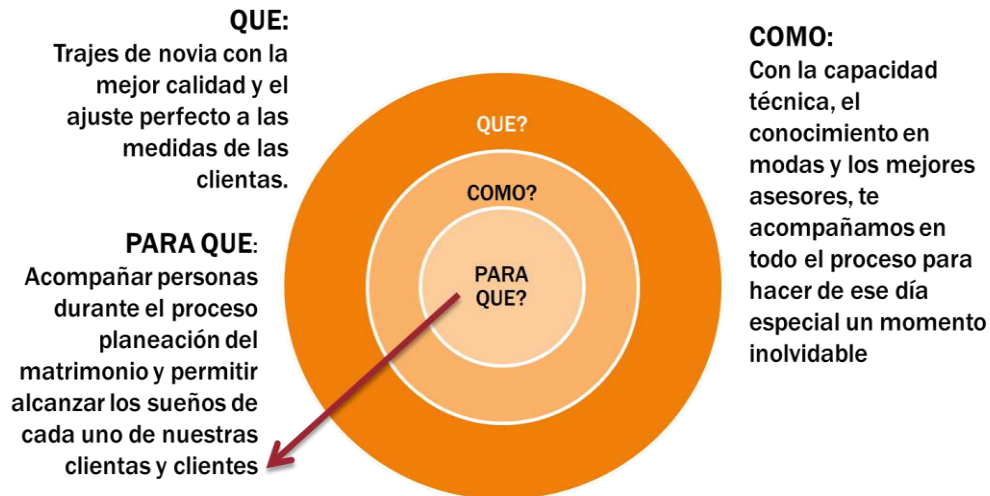 QUE:
Trajes de novia con la
mejor calidad y el
ajuste perfecto a las
medidas de las
clientas.
PARA QUE:
Acompañar personas
durante el proceso
planeación del
matrimonio y permitir
alcanzar los sueños de
cada uno de nuestras
clientas y clientes
QUE?
COMO?
PARA
QUE?
COMO:
Con la capacidad
técnica, el
conocimiento en
modas y los mejores
asesores, te
acompañamos en
todo el proceso para
hacer de ese día
especial un momento
inolvidable